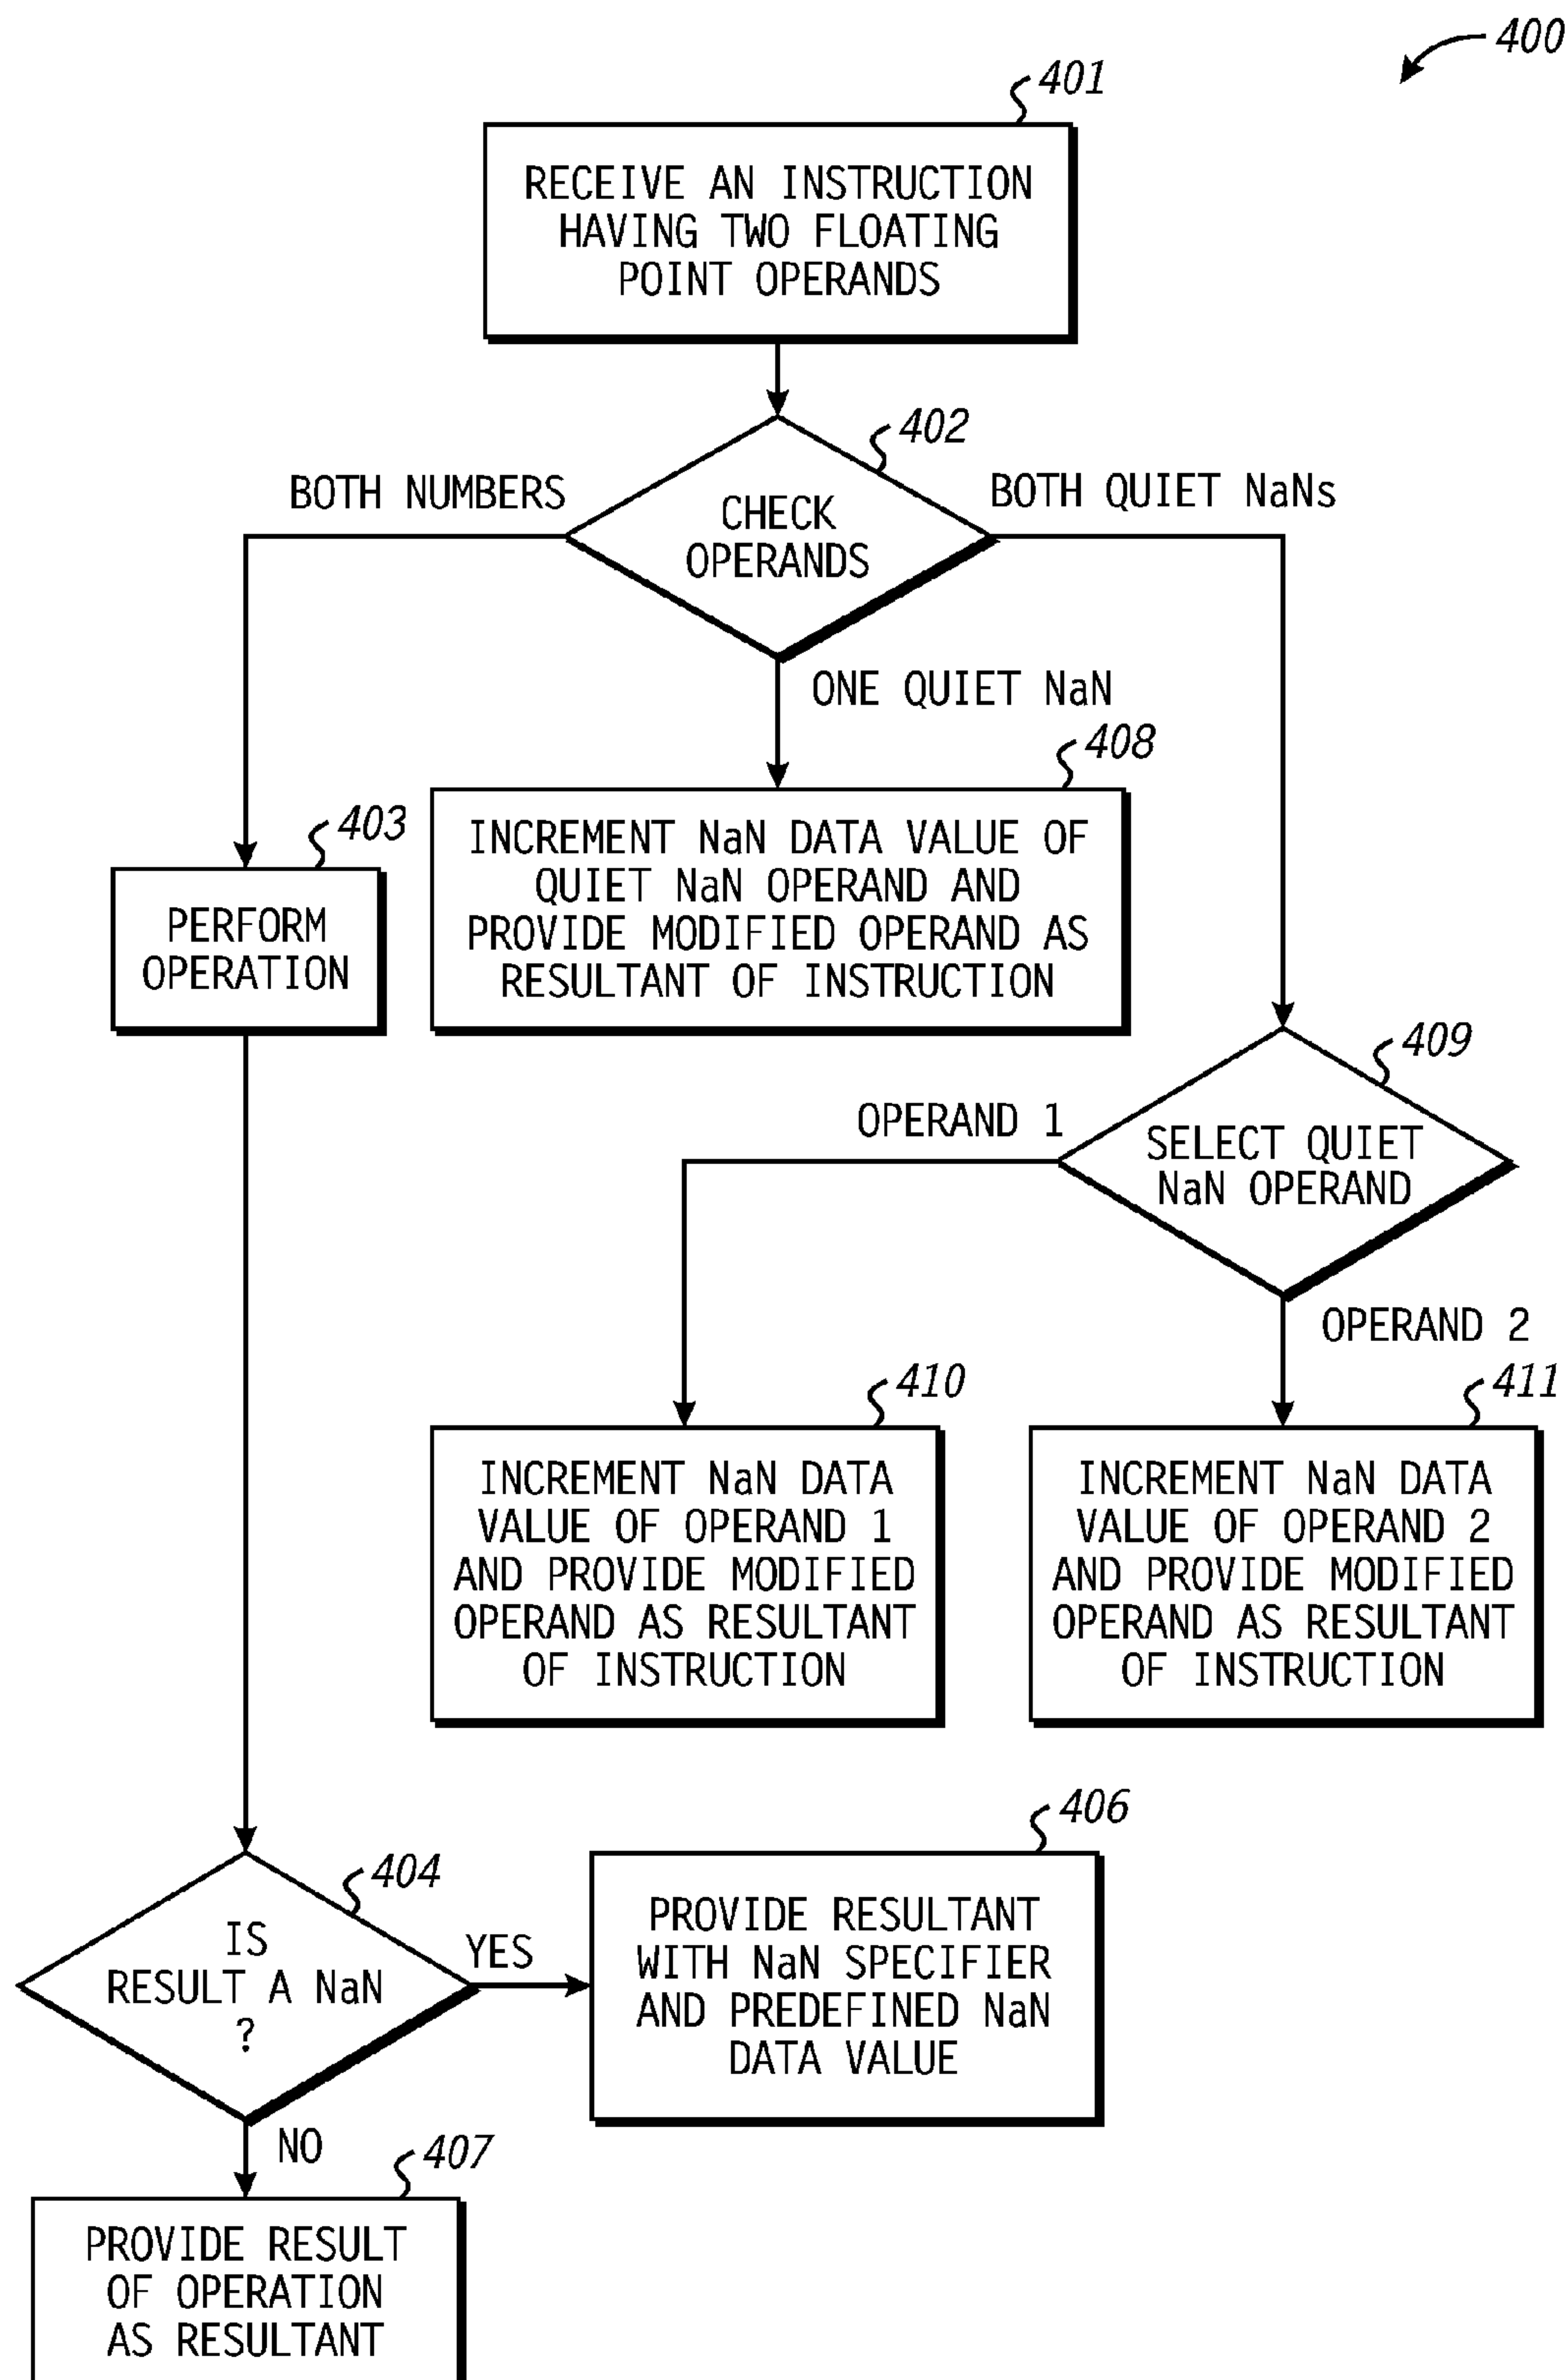 400
401
RECEIVE AN INSTRUCTION
HAVING TWO FLOATING
POINT OPERANDS
402
BOTH NUMBERS
CHECK
OPERANDS
BOTH QUIET NaNs
ONE QUIET NaN
408
403
INCREMENT NaN DATA VALUE OF
QUIET NaN OPERAND AND
PROVIDE MODIFIED OPERAND AS
RESULTANT OF INSTRUCTION
PERFORM
OPERATION
409
OPERAND 1
SELECT QUIET
NaN OPERAND
OPERAND 2
410
INCREMENT NaN DATA
VALUE OF OPERAND 1
AND PROVIDE MODIFIED
OPERAND AS RESULTANT
OF INSTRUCTION
411
INCREMENT NaN DATA
VALUE OF OPERAND 2
AND PROVIDE MODIFIED
OPERAND AS RESULTANT
OF INSTRUCTION
404
IS
RESULT A NaN
?
YES
406
PROVIDE RESULTANT
WITH NaN SPECIFIER
AND PREDEFINED NaN
DATA VALUE
NO
407
PROVIDE RESULT
OF OPERATION
AS RESULTANT